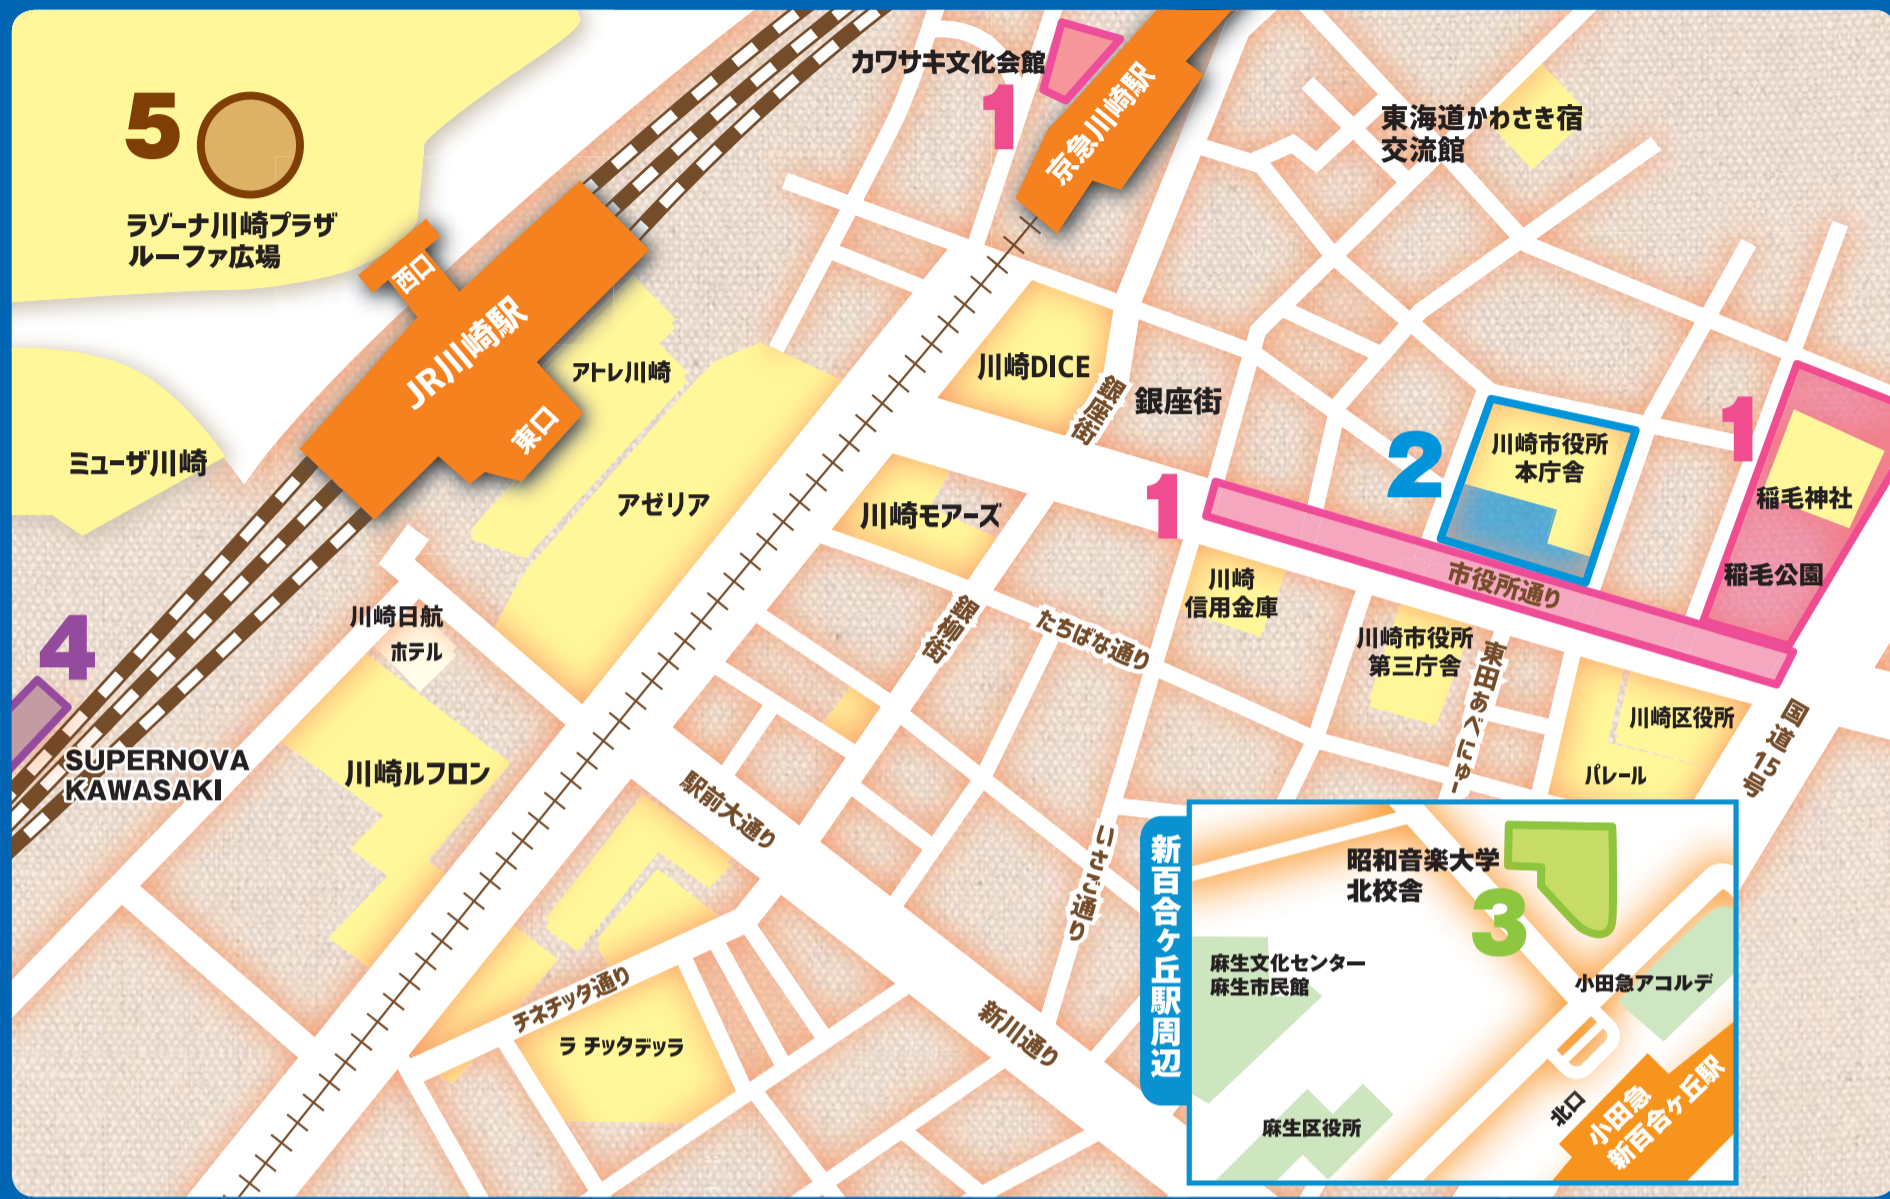 カワサキ文化会館
1
京急川崎駅
東海道かわさき宿
交流館
5
ラゾーナ川崎プラザ
ルーファ広場
西口
JR川崎駅
東口
アトレ川崎
ミューザ川崎
アゼリア
川崎DICE
銀座街
銀座街
川崎モアーズ
1
2
川崎市役所
本庁舎
1
稲毛神社
稲毛公園
市役所通り
川崎
信用金庫
川崎市役所
第三庁舎
東田あべにゅー
川崎区役所
パレール
国道15号
銀柳街
たちばな通り
いさご通り
川崎日航
ホテル
4
SUPERNOVA
KAWASAKI
川崎ルフロン
駅前大通り
チネチッタ通り
ラ チッタデッラ
新川通り
新百合ヶ丘駅周辺
昭和音楽大学
北校舎
3
麻生文化センター
麻生市民館
小田急アコルデ
麻生区役所
北口
小田急
新百合ヶ丘駅